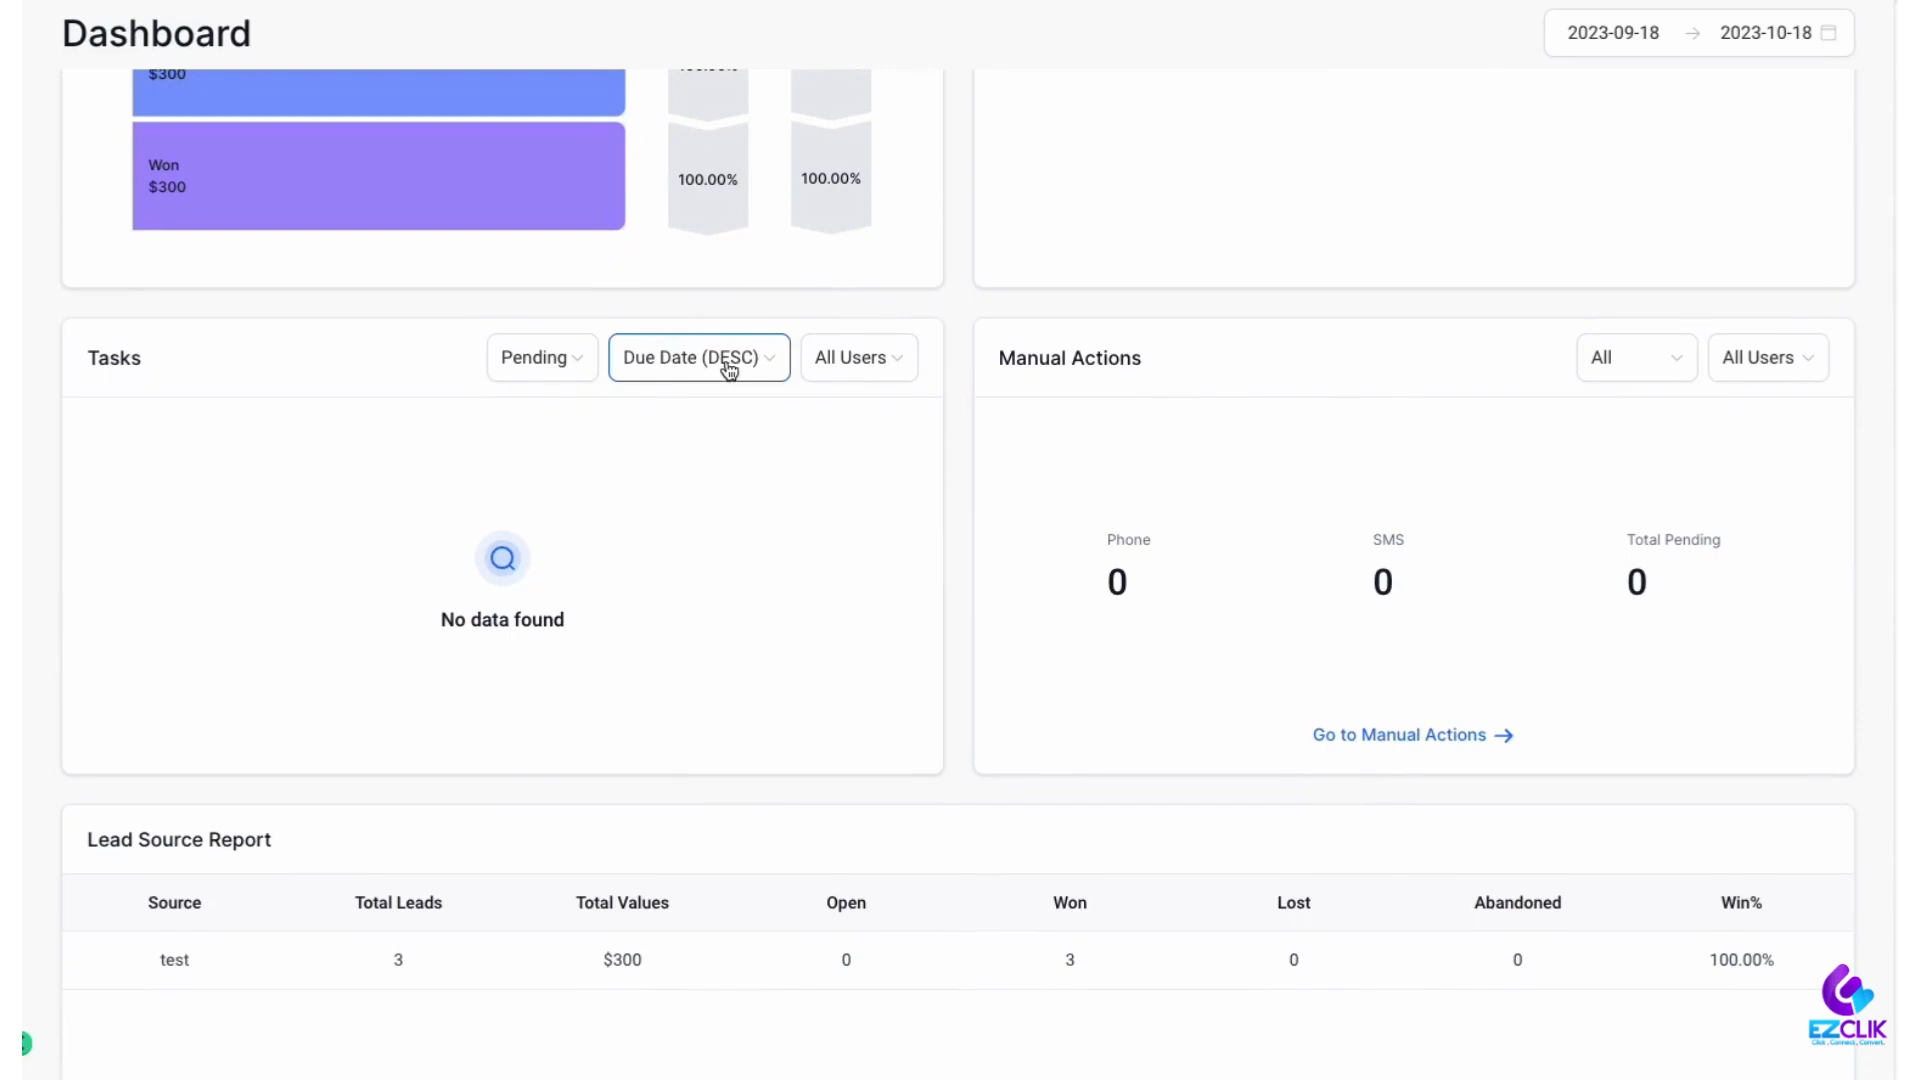 Dashboard
2023-09-18 → 2023-10-18
$300
Won
$300
100.00%
100.00%
Tasks
Pending
Due Date (DESC)
All Users
Manual Actions
All
All Users
No data found
Phone
SMS
Total Pending
0
0
0
Go to Manual Actions →
Lead Source Report
Source Total Leads Total Values Open Won Lost Abandoned Win%
test 3 $300 0 3 0 0 100.00%
EZCLIK
Click . Connect . Convert.